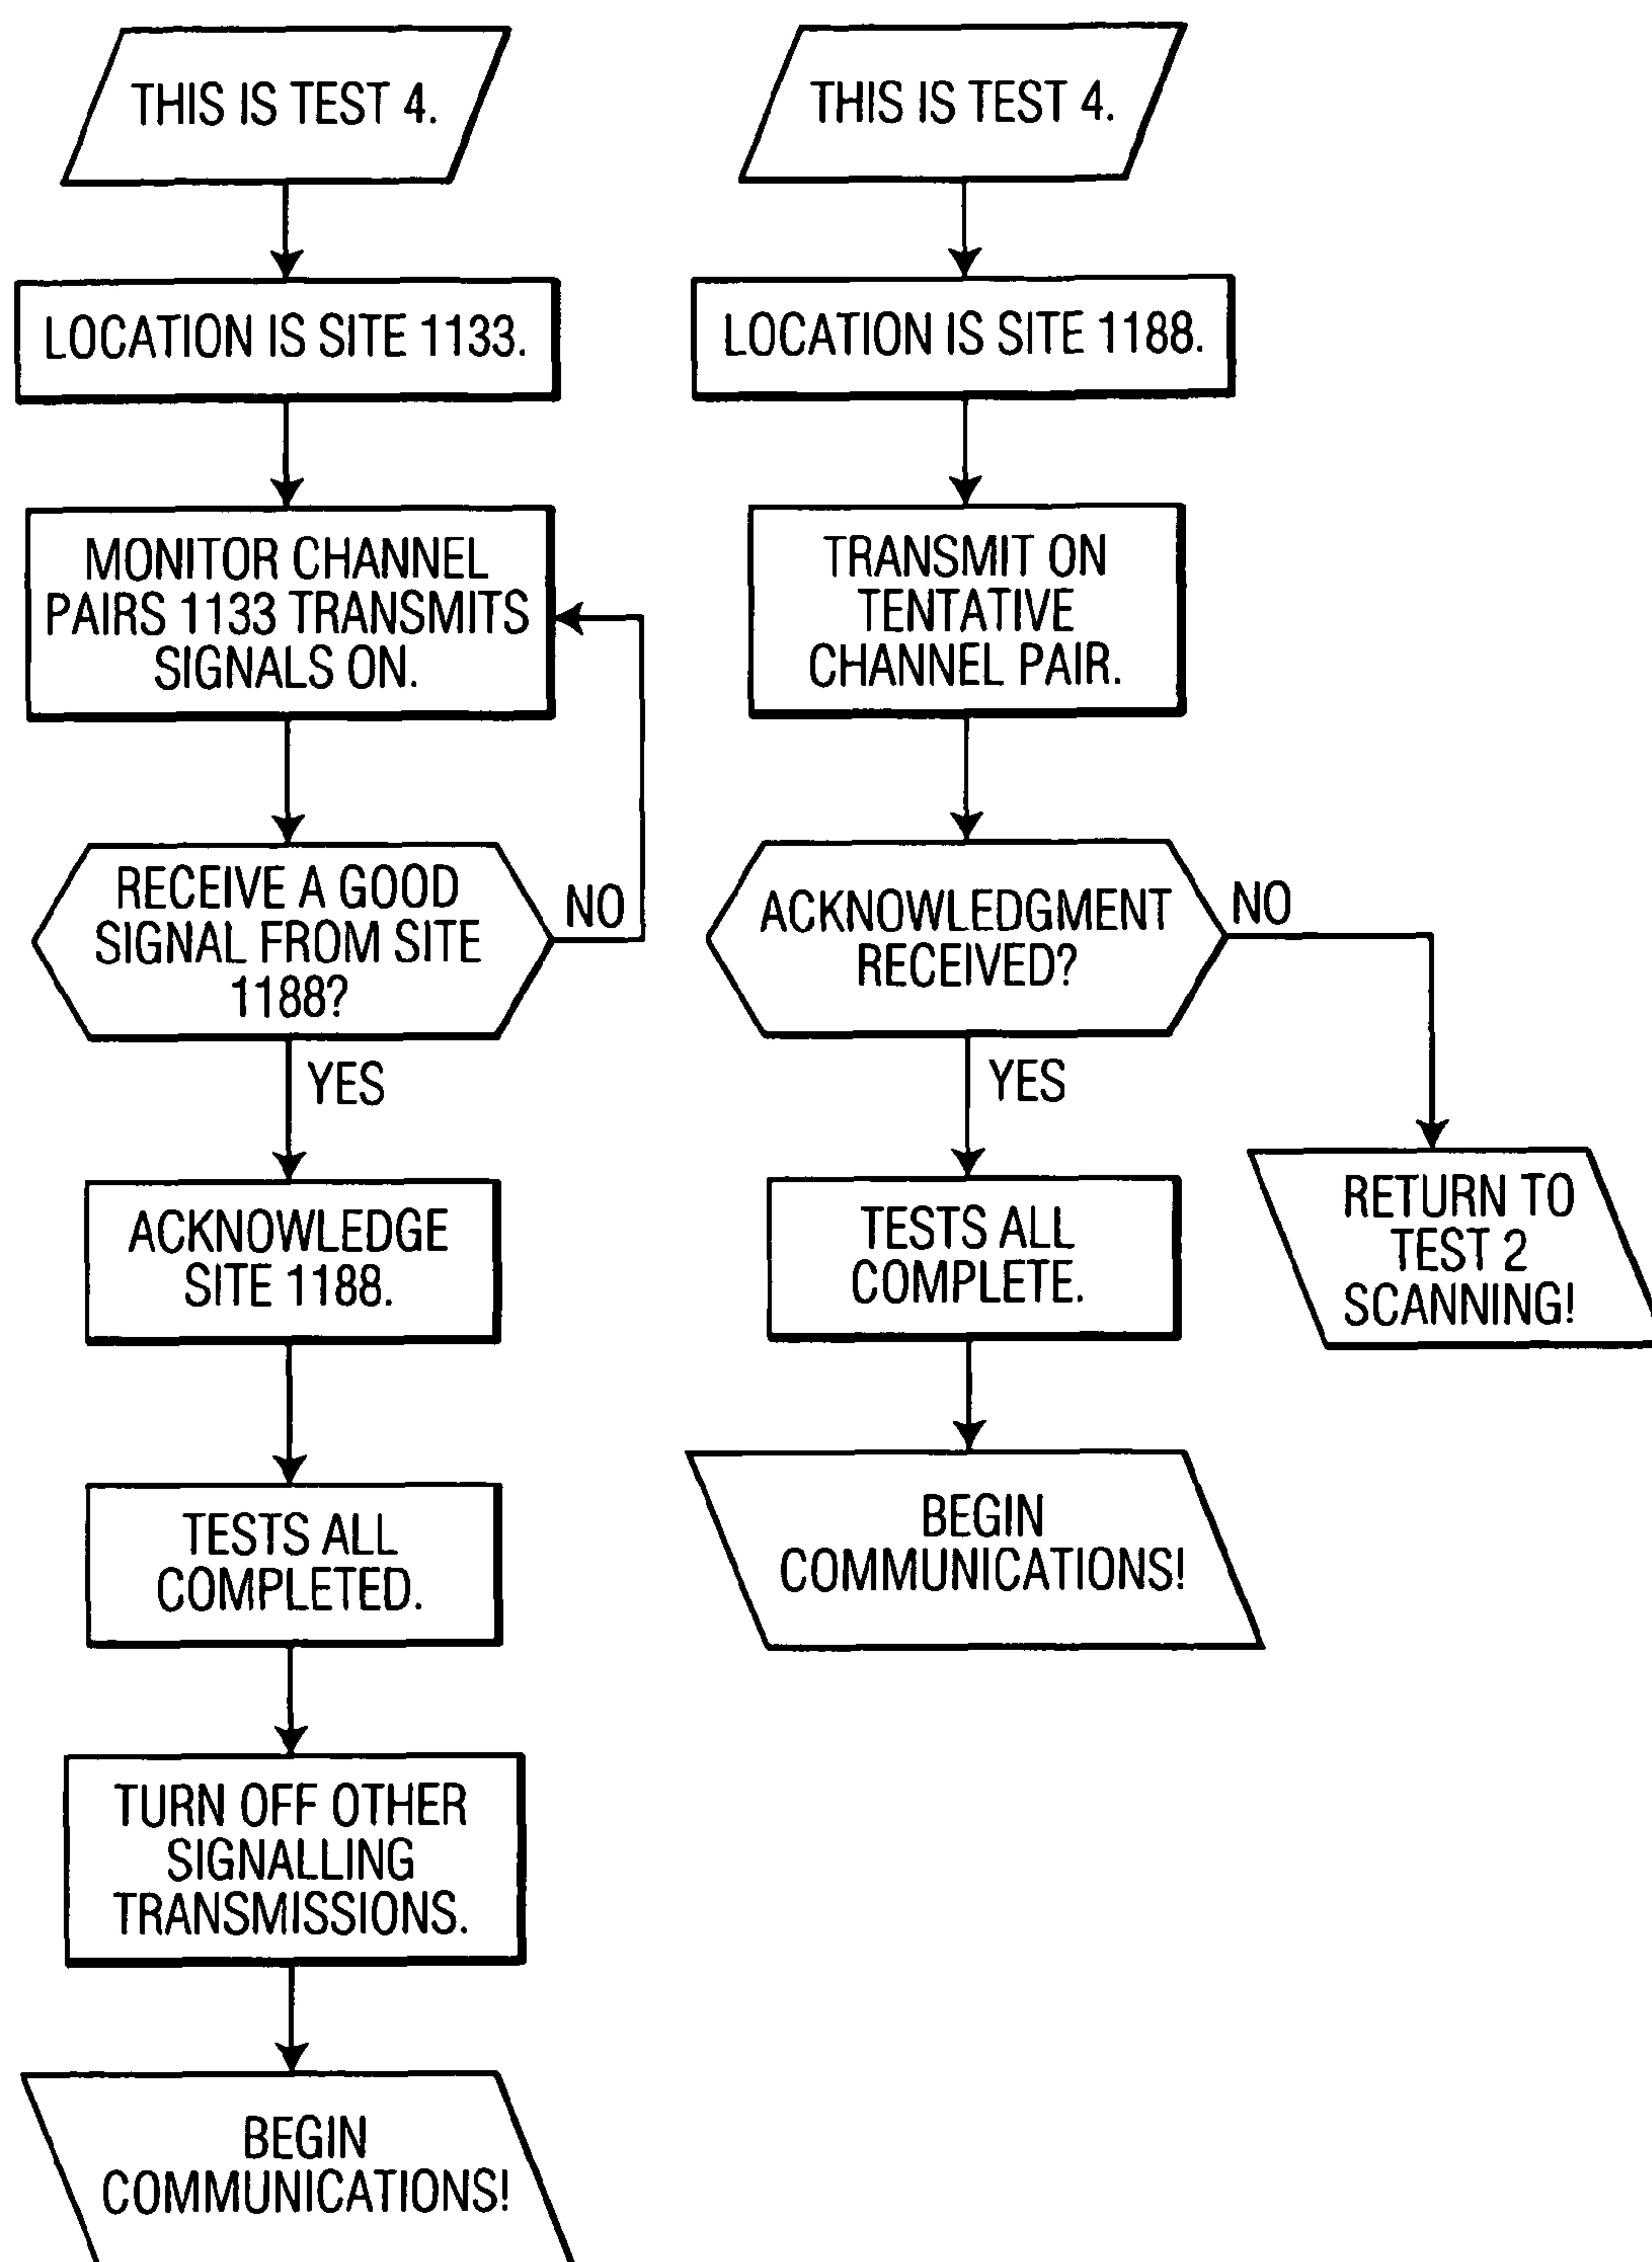 THIS IS TEST 4.
LOCATION IS SITE 1133.
MONITOR CHANNEL
PAIRS 1133 TRANSMITS
SIGNALS ON.
RECEIVE A GOOD
SIGNAL FROM SITE
1188?
NO
YES
ACKNOWLEDGE
SITE 1188.
TESTS ALL
COMPLETED.
TURN OFF OTHER
SIGNALLING
TRANSMISSIONS.
BEGIN
COMMUNICATIONS!
THIS IS TEST 4.
LOCATION IS SITE 1188.
TRANSMIT ON
TENTATIVE
CHANNEL PAIR.
ACKNOWLEDGMENT
RECEIVED?
NO
YES
TESTS ALL
COMPLETE.
RETURN TO
TEST 2
SCANNING!
BEGIN
COMMUNICATIONS!